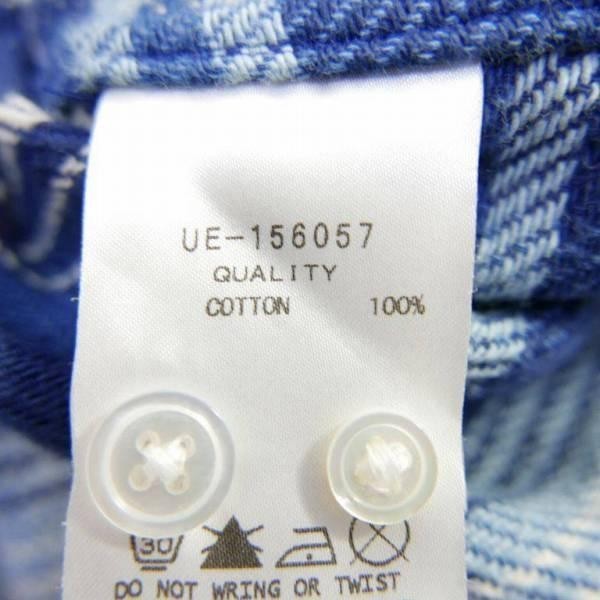 UE-156057
QUALITY
COTTON 100%
30
DO NOT WRING OR TWIST